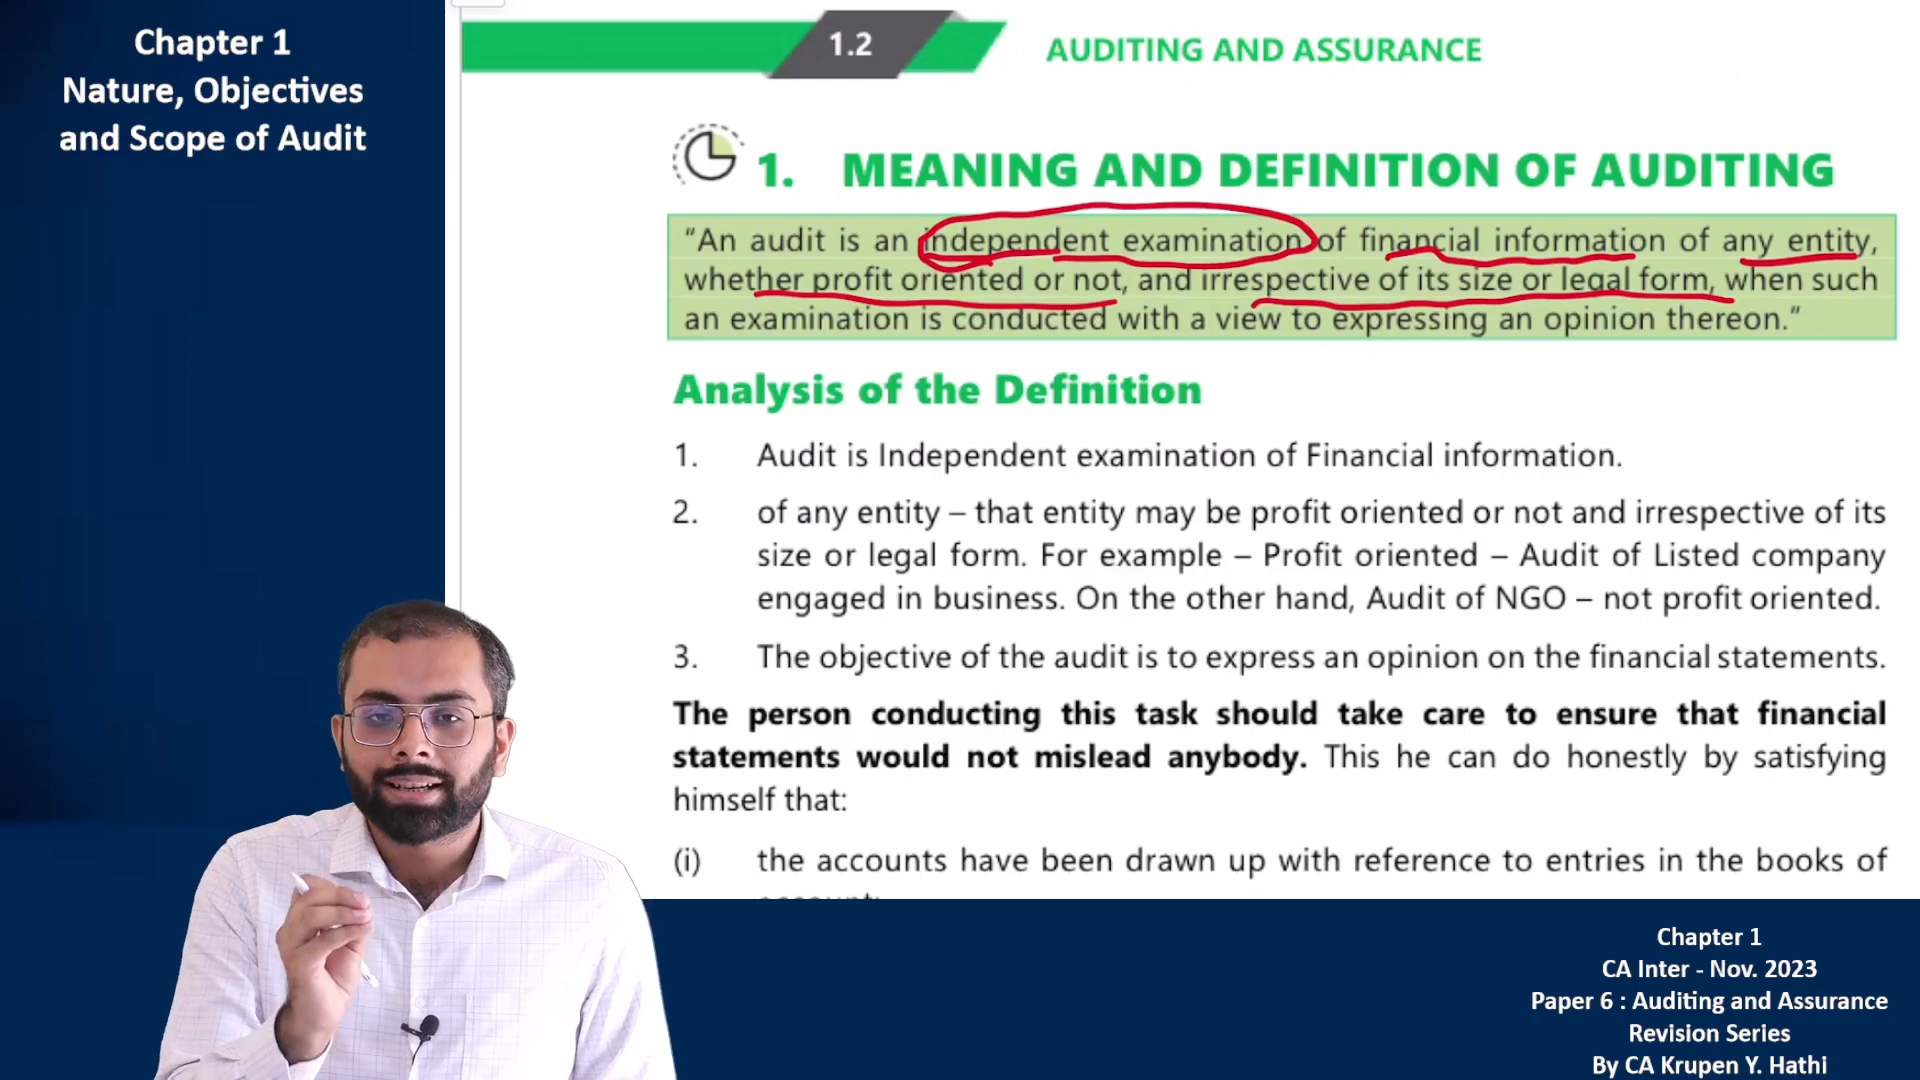 Chapter 1
Nature, Objectives
and Scope of Audit
1.2
AUDITING AND ASSURANCE
1. MEANING AND DEFINITION OF AUDITING
“An audit is an independent examination of financial information of any entity,
whether profit oriented or not, and irrespective of its size or legal form, when such
an examination is conducted with a view to expressing an opinion thereon.”
Analysis of the Definition
1. Audit is Independent examination of Financial information.
2. of any entity – that entity may be profit oriented or not and irrespective of its
size or legal form. For example – Profit oriented – Audit of Listed company
engaged in business. On the other hand, Audit of NGO – not profit oriented.
3. The objective of the audit is to express an opinion on the financial statements.
The person conducting this task should take care to ensure that financial
statements would not mislead anybody. This he can do honestly by satisfying
himself that:
(i) the accounts have been drawn up with reference to entries in the books of
Chapter 1
CA Inter - Nov. 2023
Paper 6 : Auditing and Assurance
Revision Series
By CA Krupen Y. Hathi